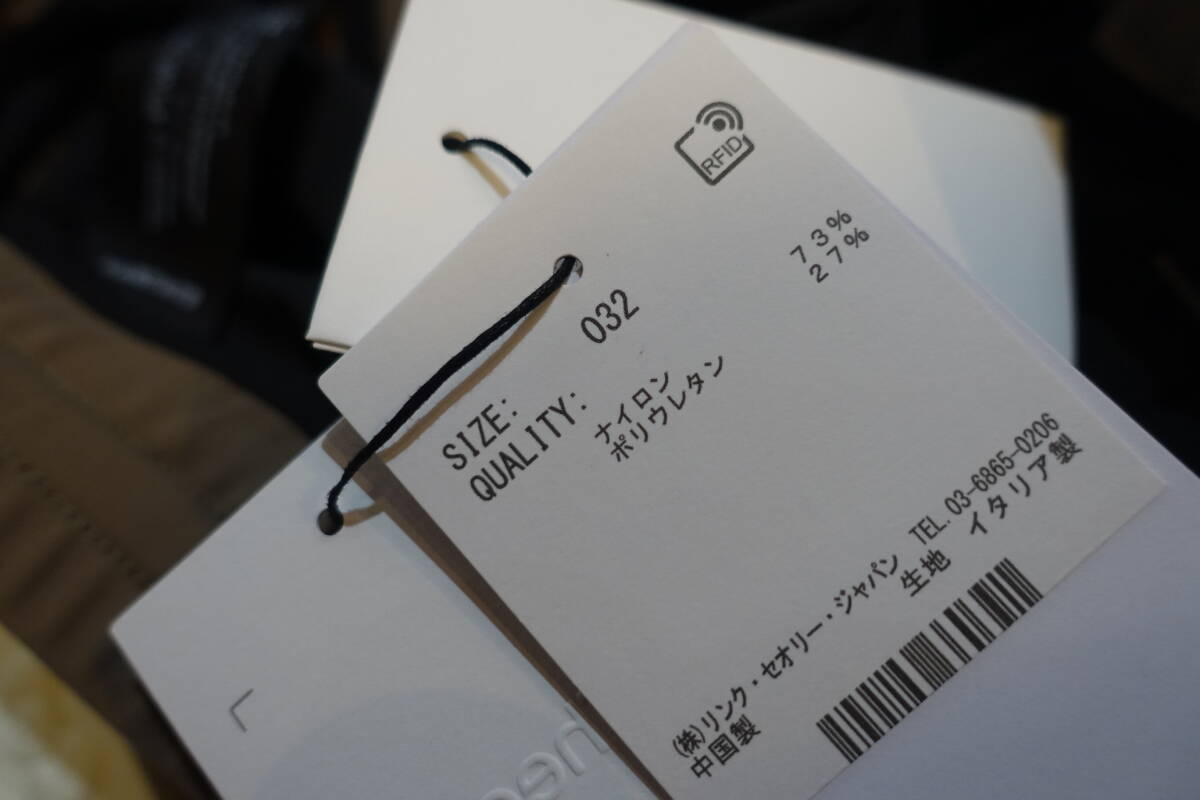 RFID
SIZE: 032
QUALITY:
ナイロン 73%
ポリウレタン 27%
(株)リンク・セオリー・ジャパン TEL.03-6865-0206
中国製 生地 イタリア製